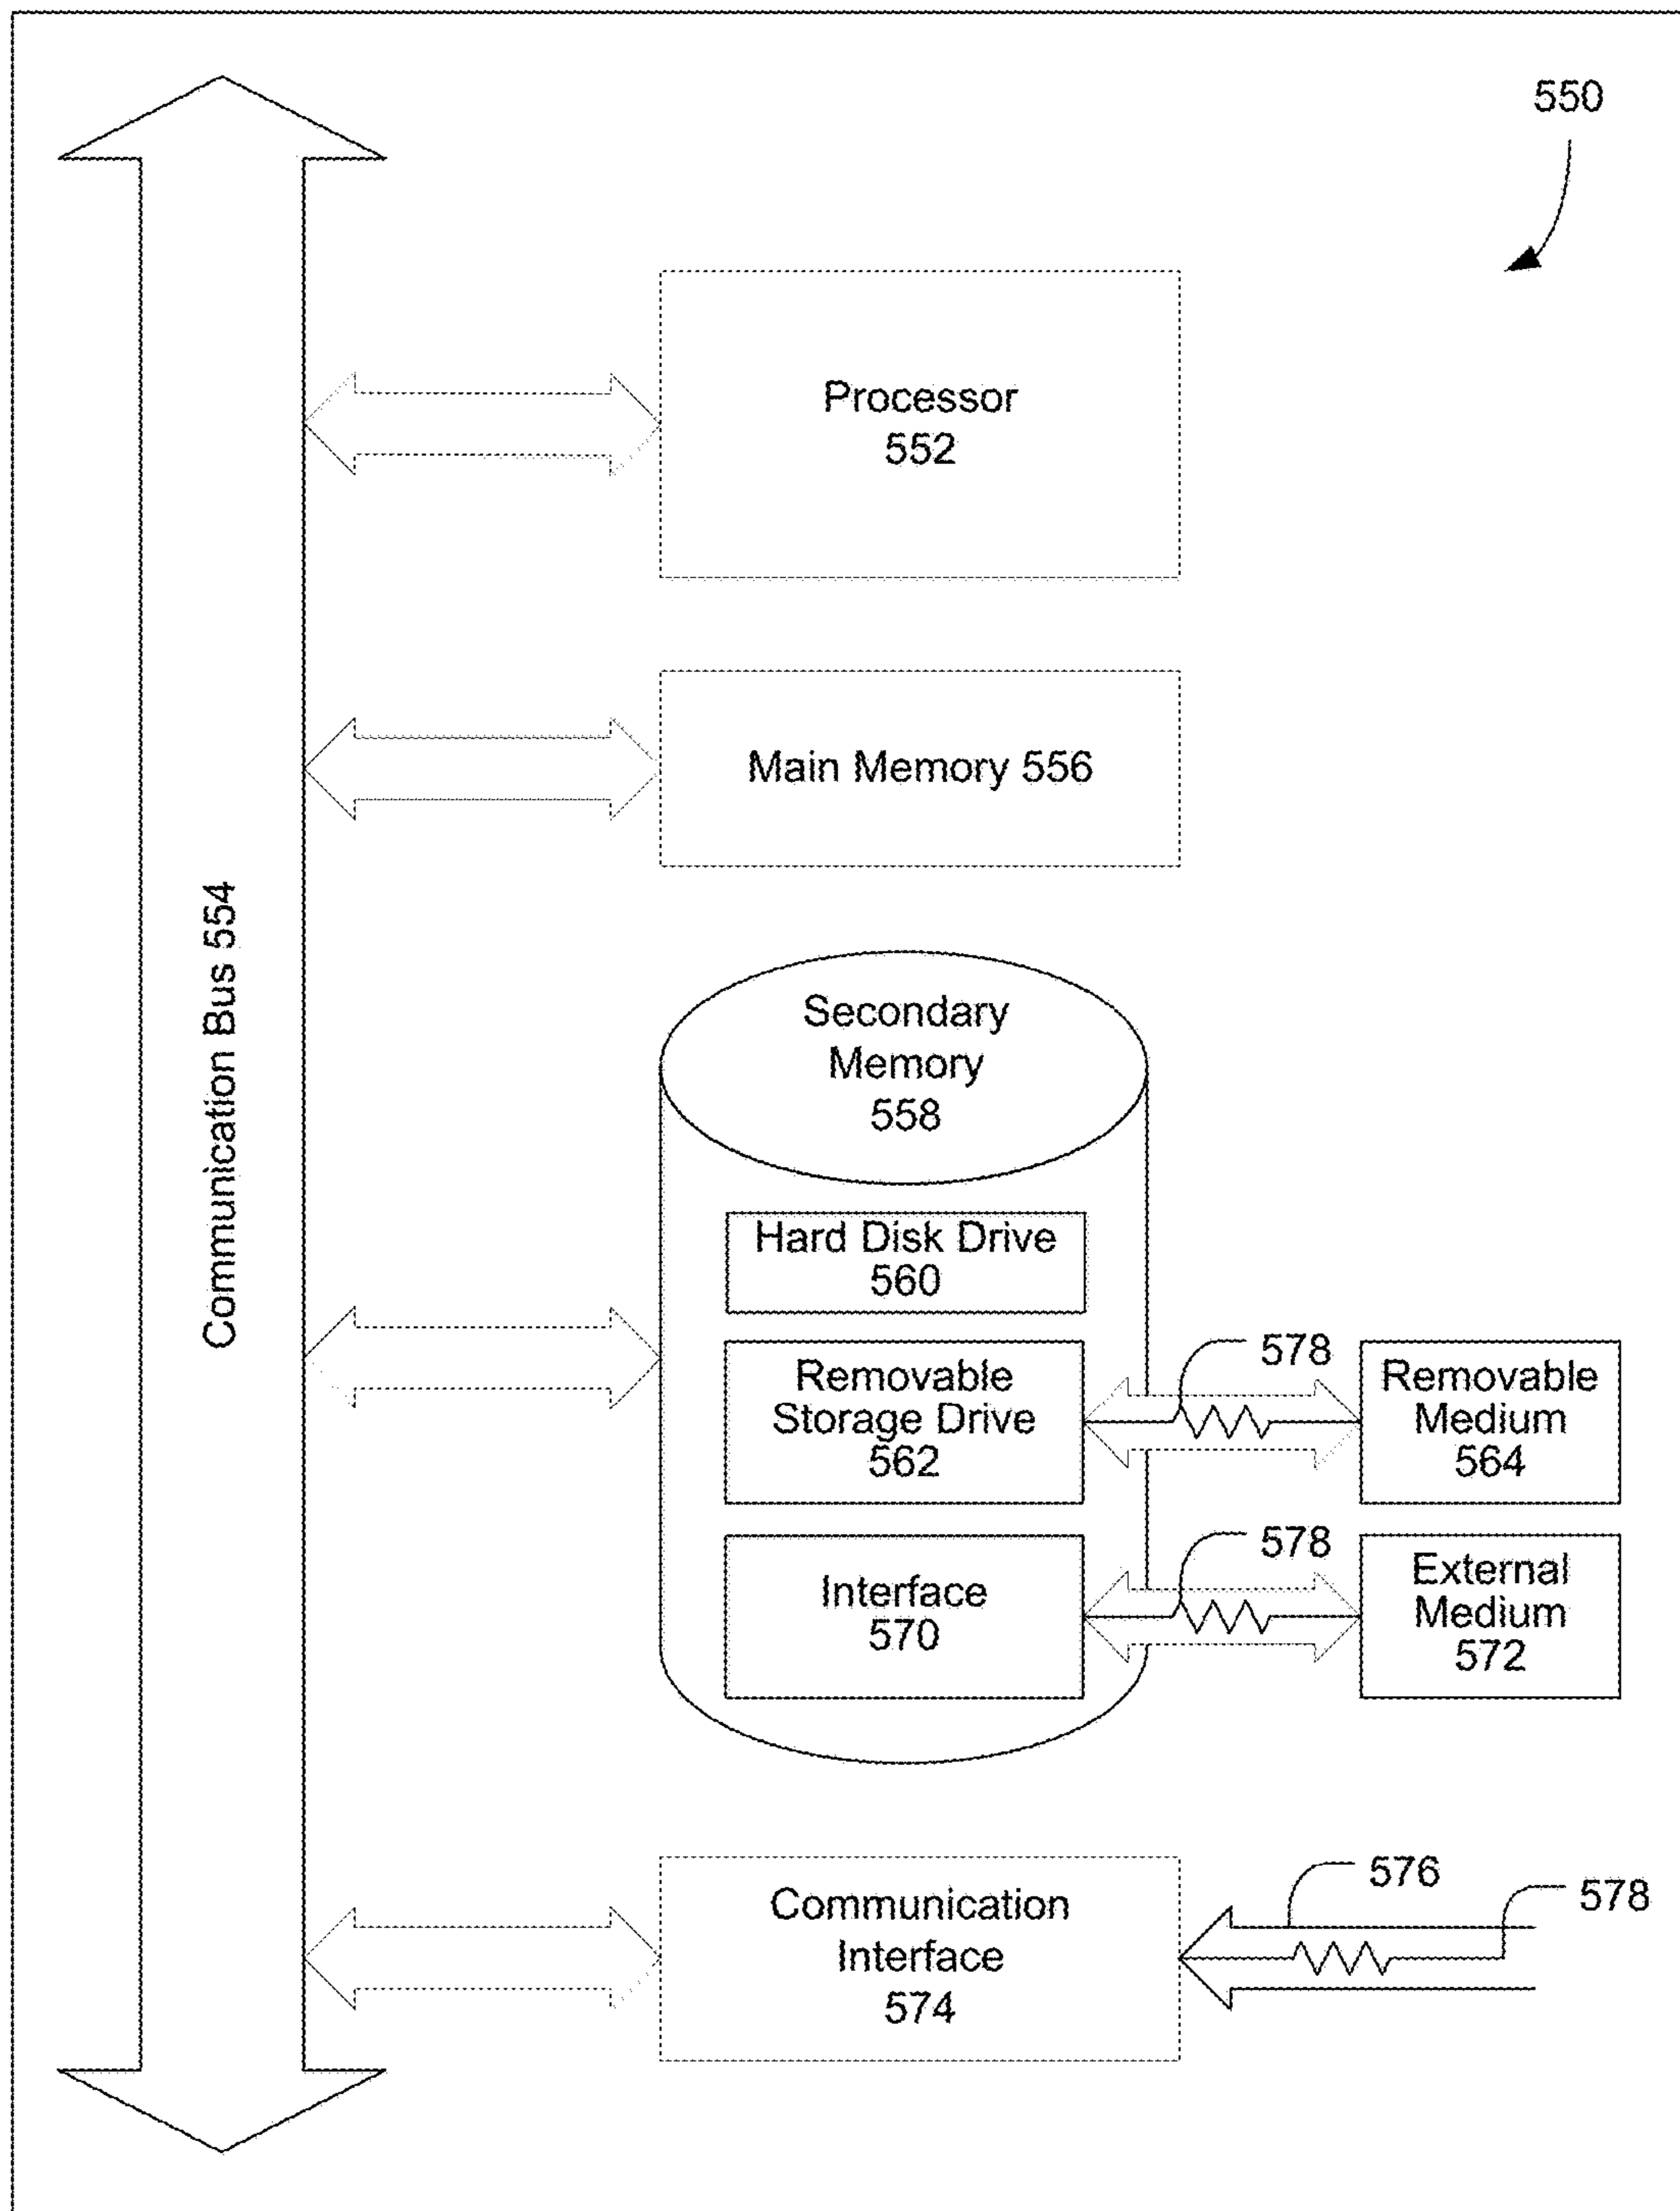 550
Processor
552
Main Memory 556
Communication Bus 554
Secondary
Memory
558
Hard Disk Drive
560
Removable
Storage Drive
562
578
Removable
Medium
564
Interface
570
578
External
Medium
572
Communication
Interface
574
576
578